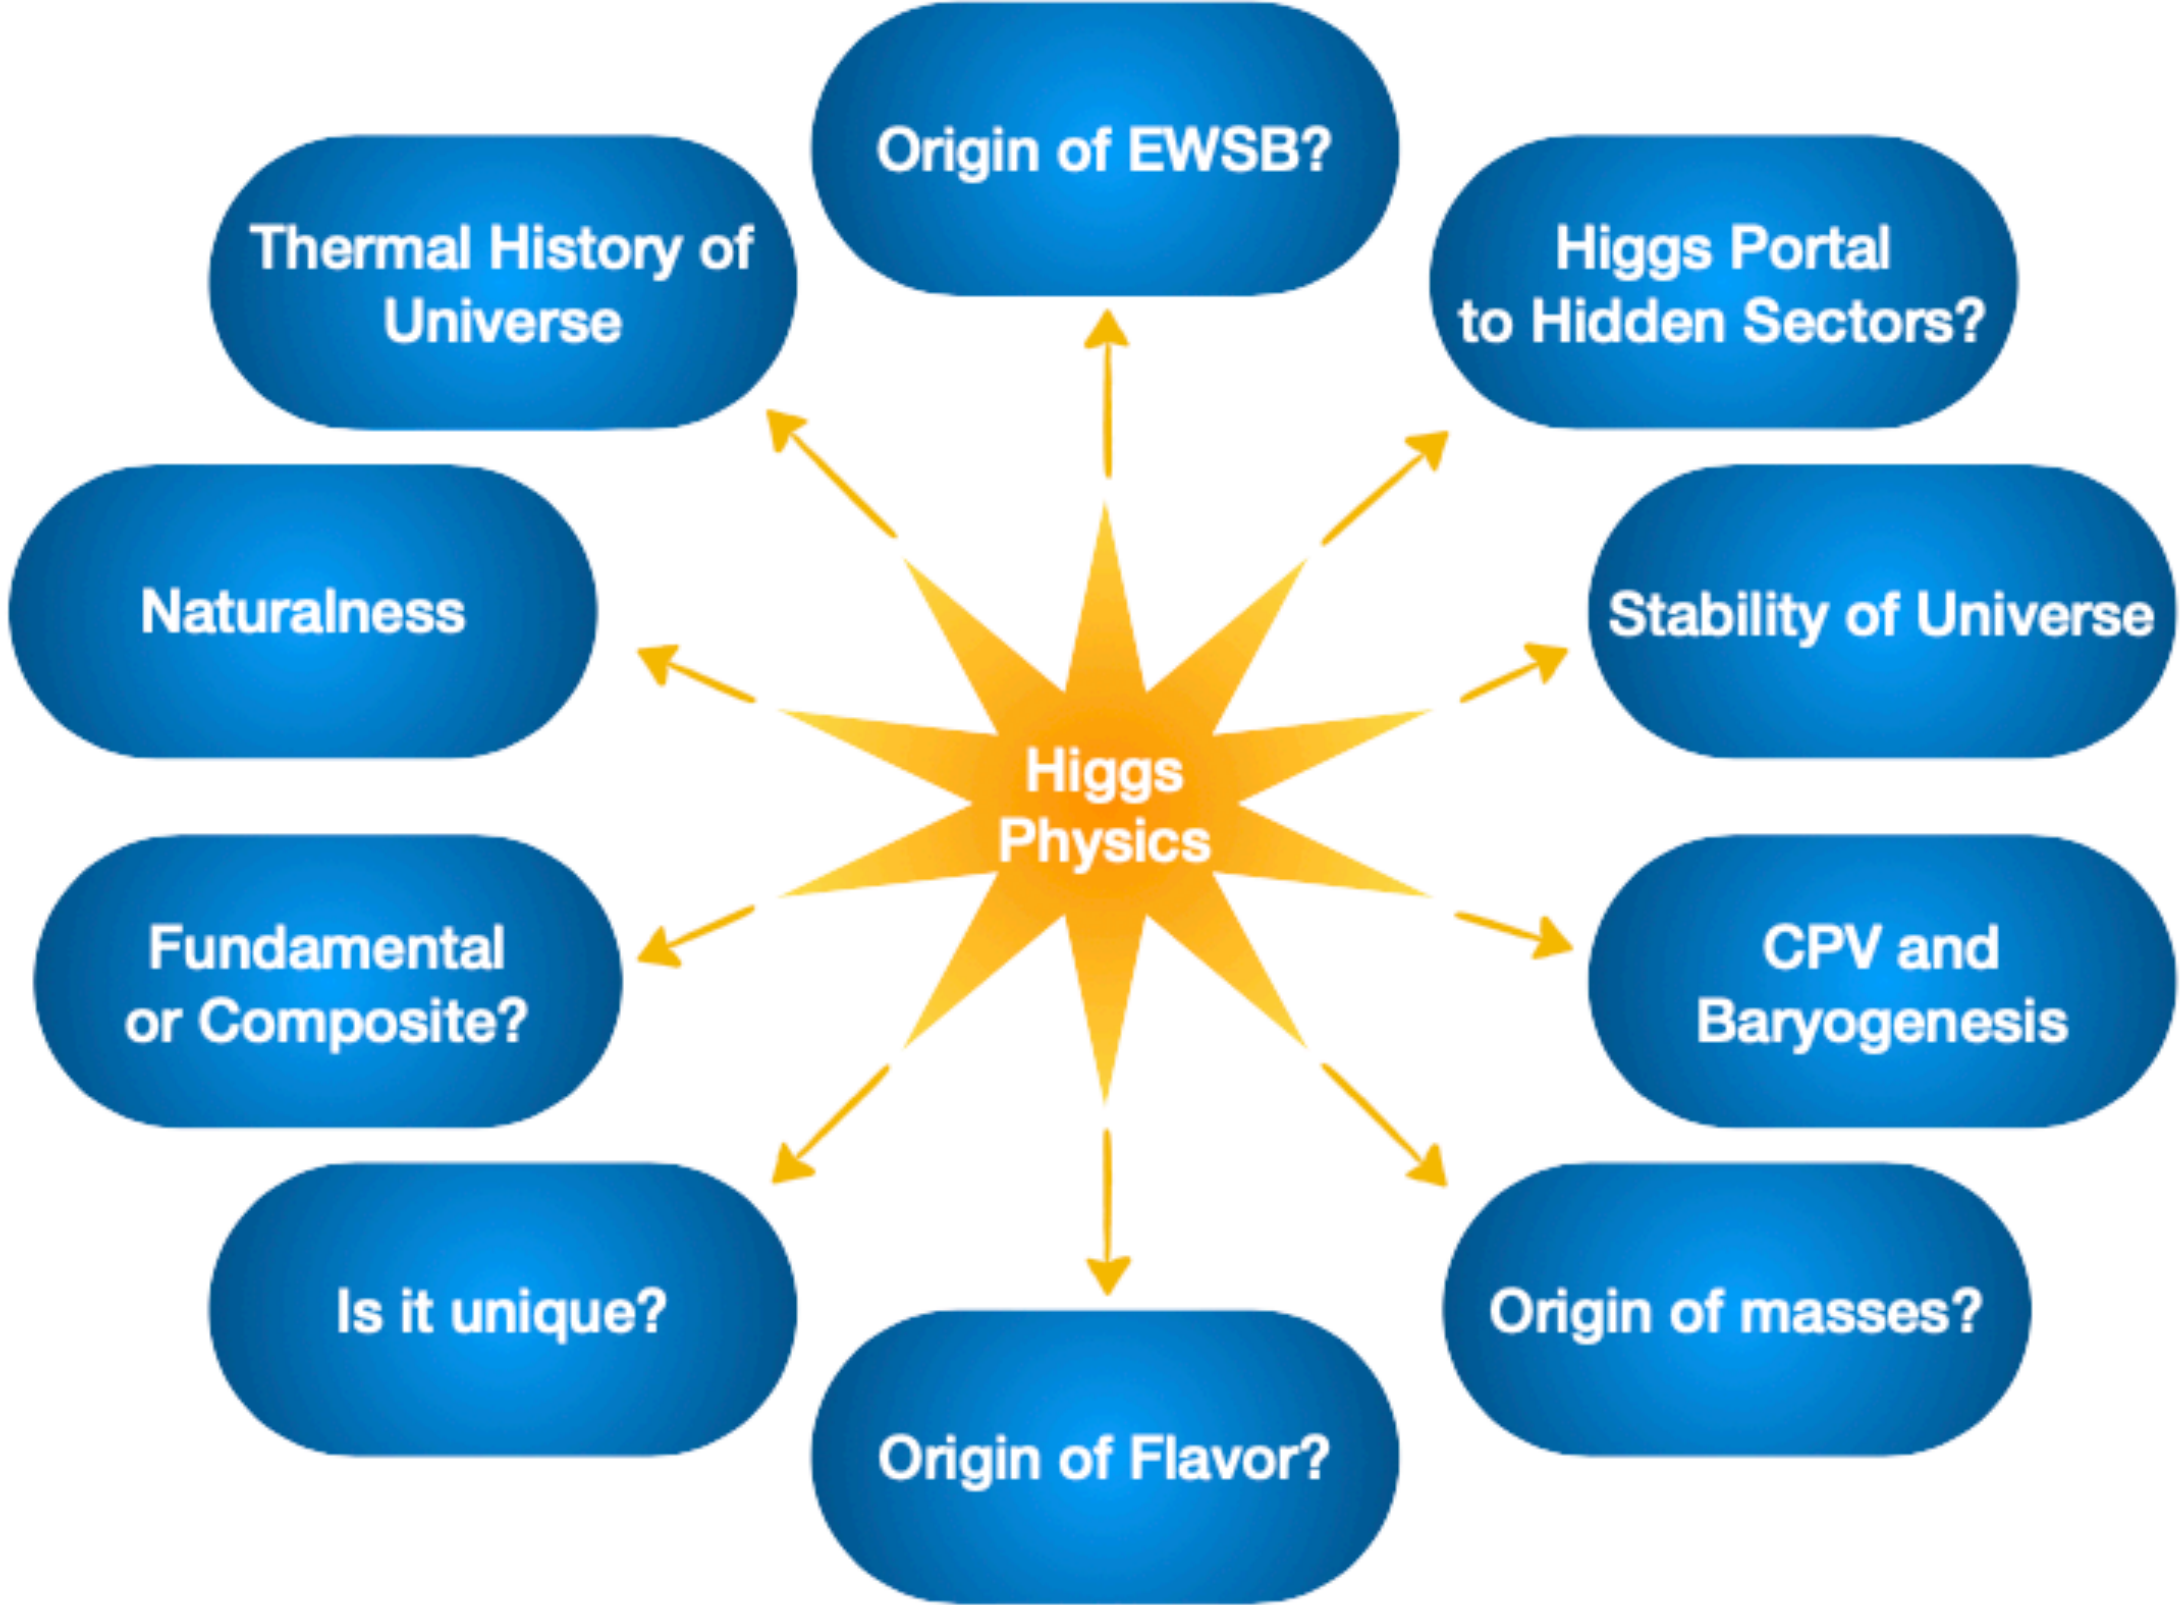 Origin of EWSB?
Thermal History of
Universe
Higgs Portal
to Hidden Sectors?
Naturalness
Stability of Universe
Higgs
Physics
Fundamental
or Composite?
CPV and
Baryogenesis
Is it unique?
Origin of masses?
Origin of Flavor?